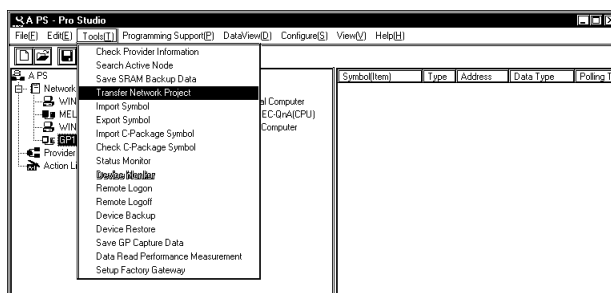 A PS - Pro Studio
File(F) Edit(E) Tools(T) Programming Support(P) DataView(D) Configure(S) View(V) Help(H)
Check Provider Information
Search Active Node
Save SRAM Backup Data
Transfer Network Project
Import Symbol
Export Symbol
Import C-Package Symbol
Check C-Package Symbol
Status Monitor
Device Monitor
Remote Logon
Remote Logoff
Device Backup
Device Restore
Save GP Capture Data
Data Read Performance Measurement
Setup Factory Gateway
A PS
Network
WIN al Computer
MEL EC-QnA(CPU)
WIN Computer
GP1
Provider
Action Li
Symbol(Item) Type Address Data Type Polling T